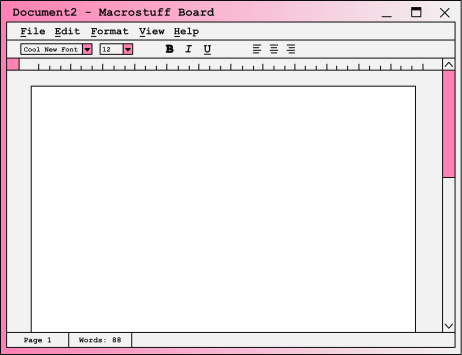 Document2 - Macrostuff Board
File Edit Format View Help
Cool New Font 12 B I U
Page 1 Words: 88